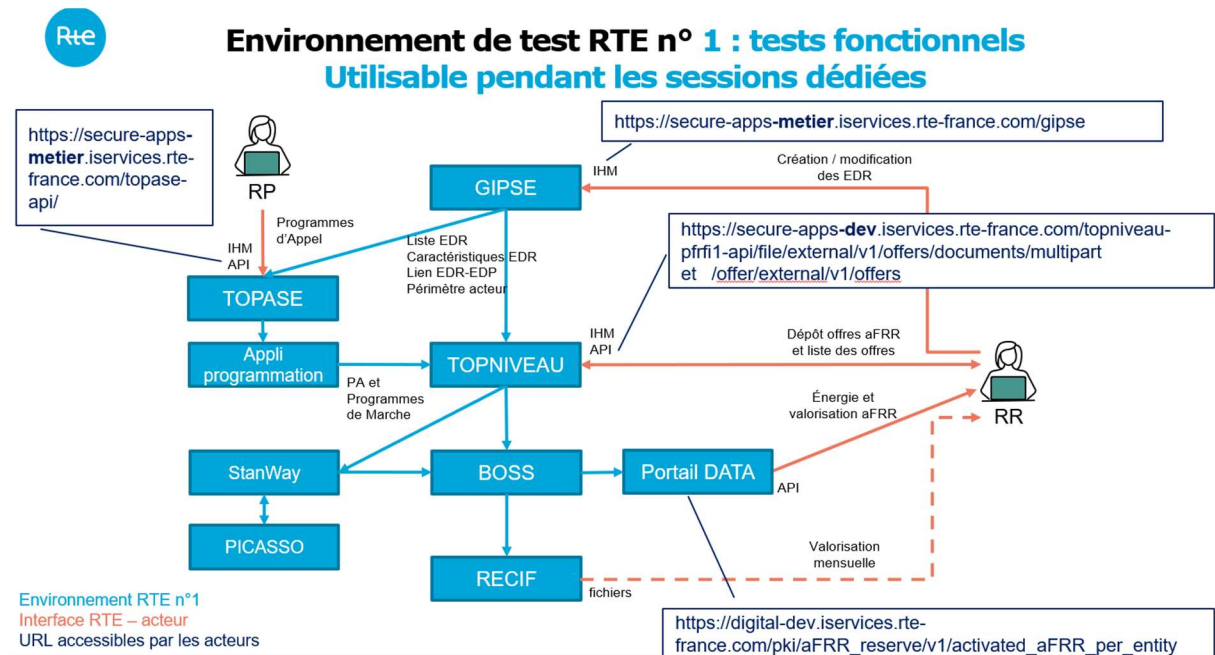 Rte
Environnement de test RTE n° 1 : tests fonctionnels
Utilisable pendant les sessions dédiées
https://secure-apps-
metier.iservices.rte-
france.com/topase-
api/
RP
Programmes
d'Appel
IHM
API
https://secure-apps-metier.iservices.rte-france.com/gipse
IHM
GIPSE
Création / modification
des EDR
Liste EDR
Caractéristiques EDR
Lien EDR-EDP
Périmètre acteur
https://secure-apps-dev.iservices.rte-france.com/topniveau-
pfrfi1-api/file/external/v1/offers/documents/multipart
et /offer/external/v1/offers
TOPASE
Appli
programmation
PA et
Programmes
de Marche
TOPNIVEAU
IHM
API
Dépôt offres aFRR
et liste des offres
Énergie et
valorisation aFRR
RR
StanWay
BOSS
Portail DATA
API
PICASSO
RECIF
fichiers
Valorisation
mensuelle
Environnement RTE n°1
Interface RTE – acteur
URL accessibles par les acteurs
https://digital-dev.iservices.rte-
france.com/pki/aFRR_reserve/v1/activated_aFRR_per_entity